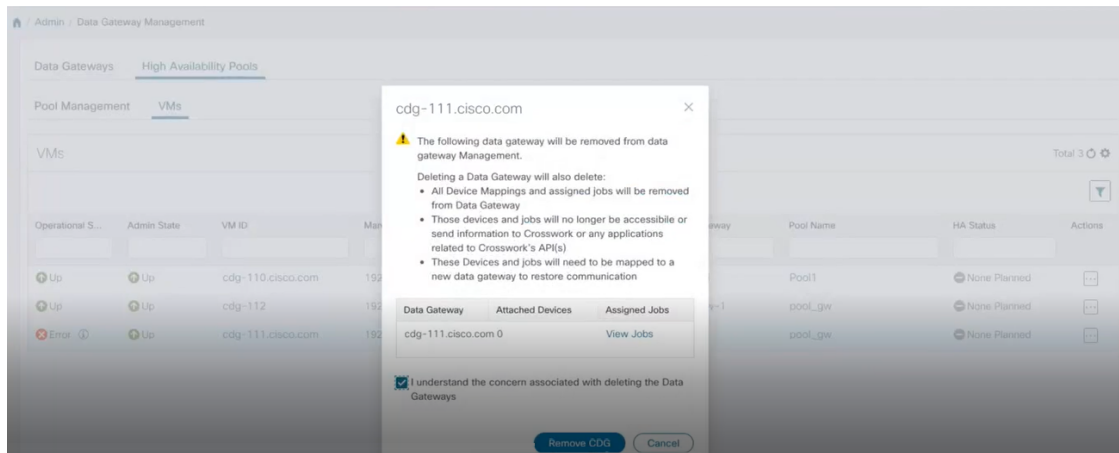 / Admin / Data Gateway Management
Data Gateways High Availability Pools
Pool Management VMs
VMs
Total 3
Operational S... Admin State VM ID Pool Name HA Status Actions
Up Up cdg-110.cisco.com 192 Pool1 None Planned
Up Up cdg-112 192 pool_gw None Planned
Error Up cdg-111.cisco.com 192 pool_gw None Planned
cdg-111.cisco.com
The following data gateway will be removed from data
gateway Management.
Deleting a Data Gateway will also delete:
• All Device Mappings and assigned jobs will be removed
from Data Gateway
• Those devices and jobs will no longer be accessibile or
send information to Crosswork or any applications
related to Crosswork's API(s)
• These Devices and jobs will need to be mapped to a
new data gateway to restore communication
Data Gateway Attached Devices Assigned Jobs
cdg-111.cisco.com 0 View Jobs
I understand the concern associated with deleting the Data
Gateways
Remove CDG Cancel